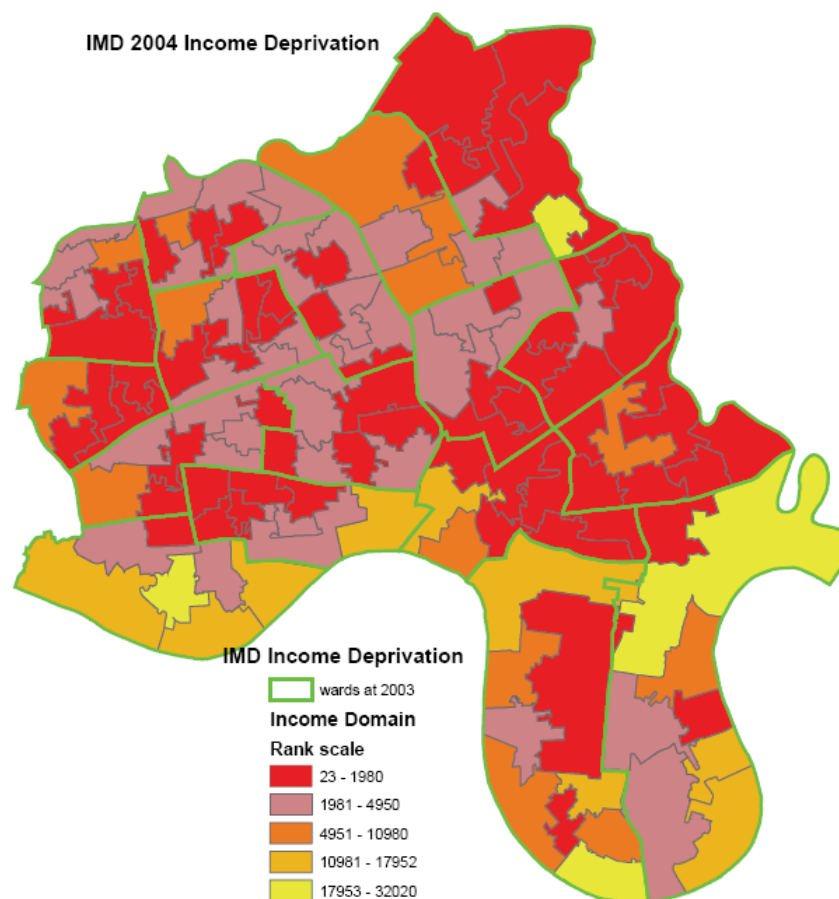 IMD 2004 Income Deprivation
IMD Income Deprivation
wards at 2003
Income Domain
Rank scale
23 - 1980
1981 - 4950
4951 - 10980
10981 - 17952
17953 - 32020